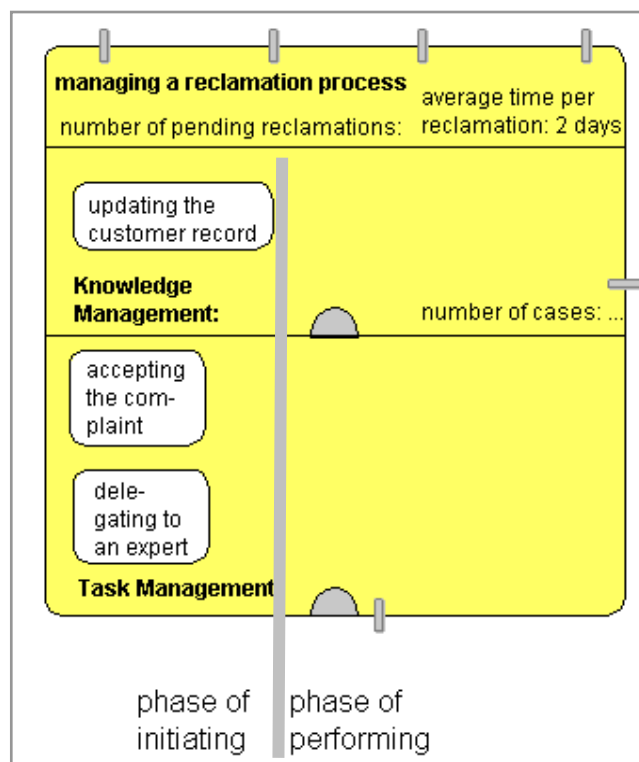 managing a reclamation process
number of pending reclamations:
average time per
reclamation: 2 days
updating the
customer record
Knowledge
Management:
number of cases: ...
accepting
the com-
plaint
dele-
gating to
an expert
Task Management
phase of
initiating
phase of
performing